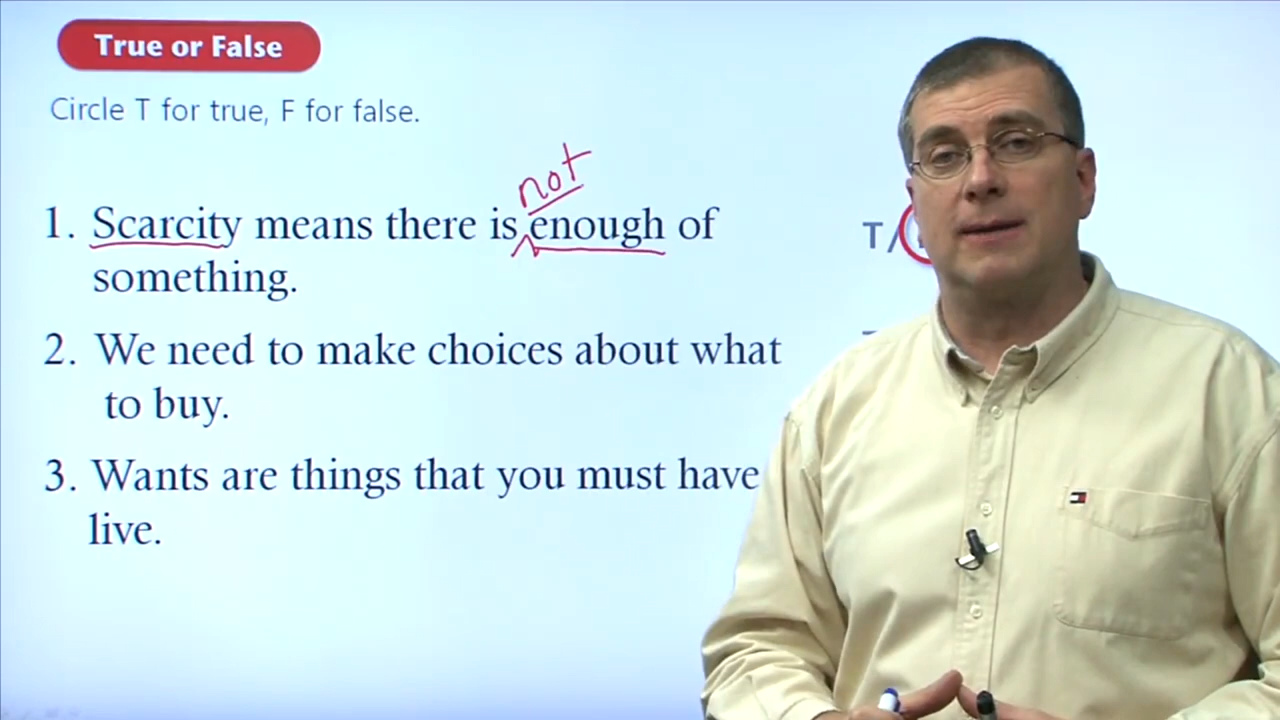 True or False
Circle T for true, F for false.
not
1. Scarcity means there is enough of
something.
T/
2. We need to make choices about what
to buy.
3. Wants are things that you must have
live.